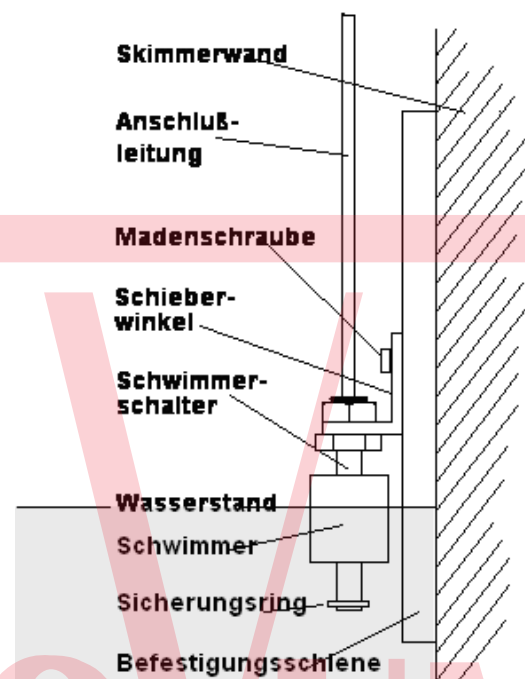 Skimmerwand
Anschluß-
leitung
Madenschraube
Schieber-
winkel
Schwimmer-
schalter
Wasserstand
Schwimmer
Sicherungsring
Befestigungsschiene